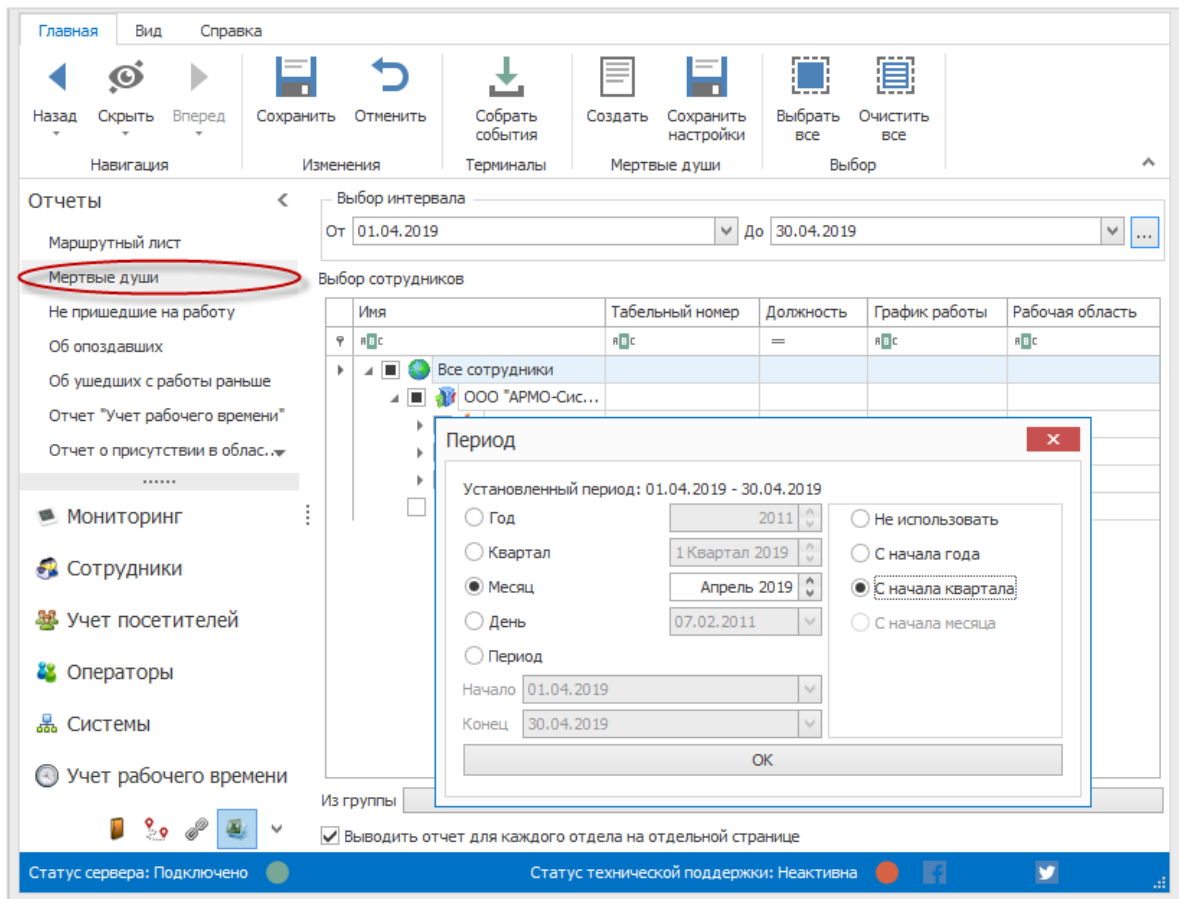 Главная Вид Справка
Назад Скрыть Вперед Сохранить Отменить Собрать события Создать Сохранить настройки Выбрать все Очистить все
Навигация Изменения Терминалы Мертвые души Выбор
Отчеты
Маршрутный лист
Мертвые души
Не пришедшие на работу
Об опоздавших
Об ушедших с работы раньше
Отчет "Учет рабочего времени"
Отчет о присутствии в облас..
Мониторинг
Сотрудники
Учет посетителей
Операторы
Системы
Учет рабочего времени
Выбор интервала
От 01.04.2019 До 30.04.2019 ...
Выбор сотрудников
Имя Табельный номер Должность График работы Рабочая область
Все сотрудники
ООО "АРМО-Сис...
Период
Установленный период: 01.04.2019 - 30.04.2019
Год 2011 Не использовать
Квартал 1 Квартал 2019 С начала года
Месяц Апрель 2019 С начала квартала
День 07.02.2011 С начала месяца
Период
Начало 01.04.2019
Конец 30.04.2019
ОК
Из группы
Выводить отчет для каждого отдела на отдельной странице
Статус сервера: Подключено Статус технической поддержки: Неактивна